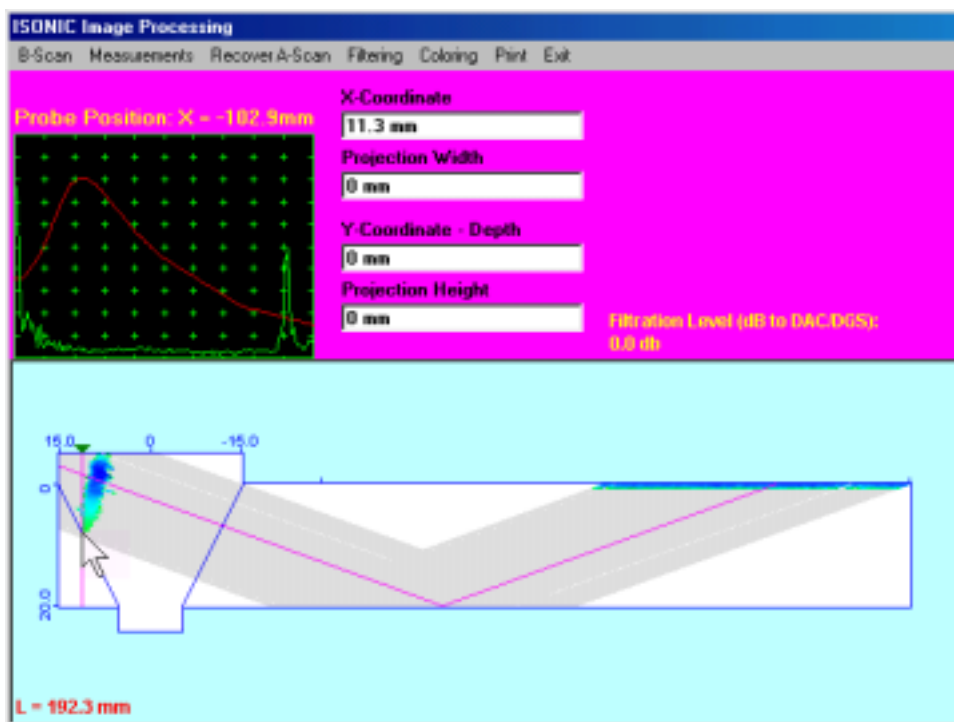 ISONIC Image Processing
B-Scan Measurements Recover A-Scan Filtering Coloring Print Exit
Probe Position: X = -102.9mm
X-Coordinate
11.3 mm
Projection Width
0 mm
Y-Coordinate - Depth
0 mm
Projection Height
0 mm
Filtration Level (dB to DAC/DGS):
0.0 db
15.0 0 -15.0
0
20.0
L = 192.3 mm